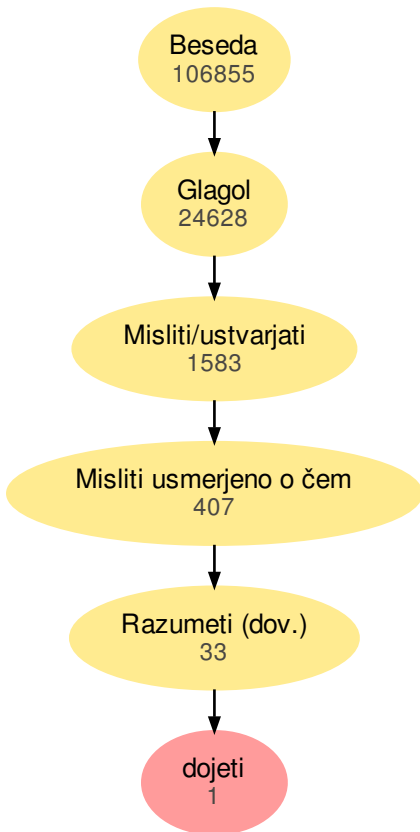 Beseda
106855
Glagol
24628
Misliti/ustvarjati
1583
Misliti usmerjeno o čem
407
Razumeti (dov.)
33
dojeti
1